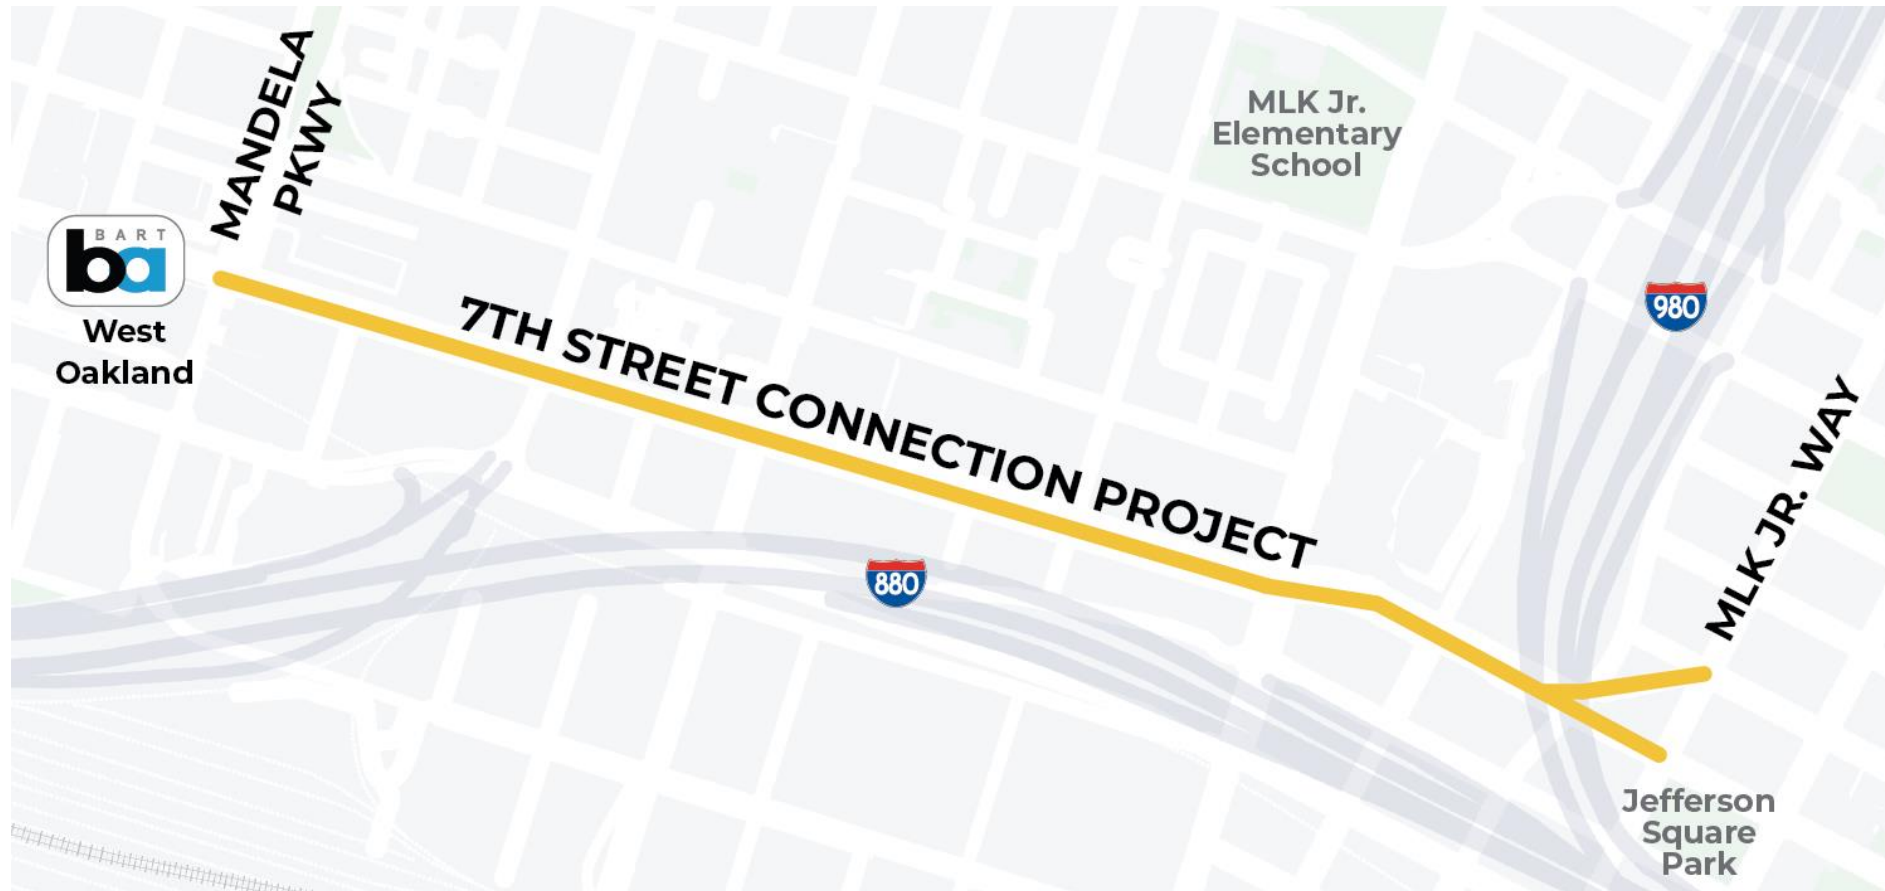 MANDELA
PKWY
BART
ba
West
Oakland
7TH STREET CONNECTION PROJECT
MLK Jr.
Elementary
School
980
880
MLK JR. WAY
Jefferson
Square
Park